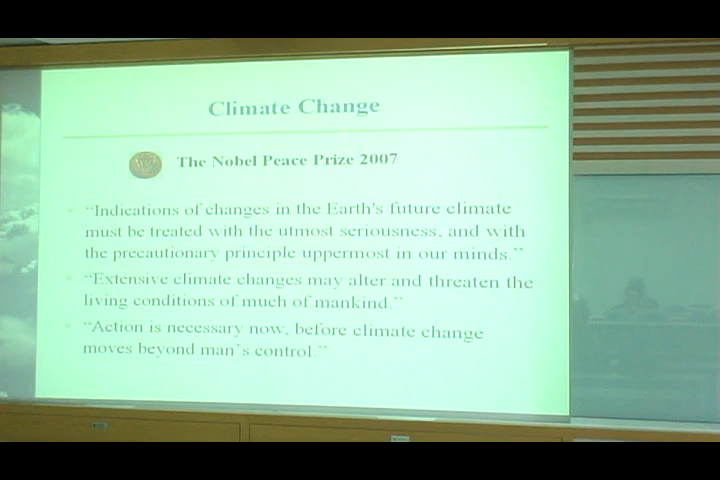 Climate Change
The Nobel Peace Prize 2007
“Indications of changes in the Earth's future climate
must be treated with the utmost seriousness, and with
the precautionary principle uppermost in our minds.”
“Extensive climate changes may alter and threaten the
living conditions of much of mankind.”
“Action is necessary now, before climate change
moves beyond man’s control.”